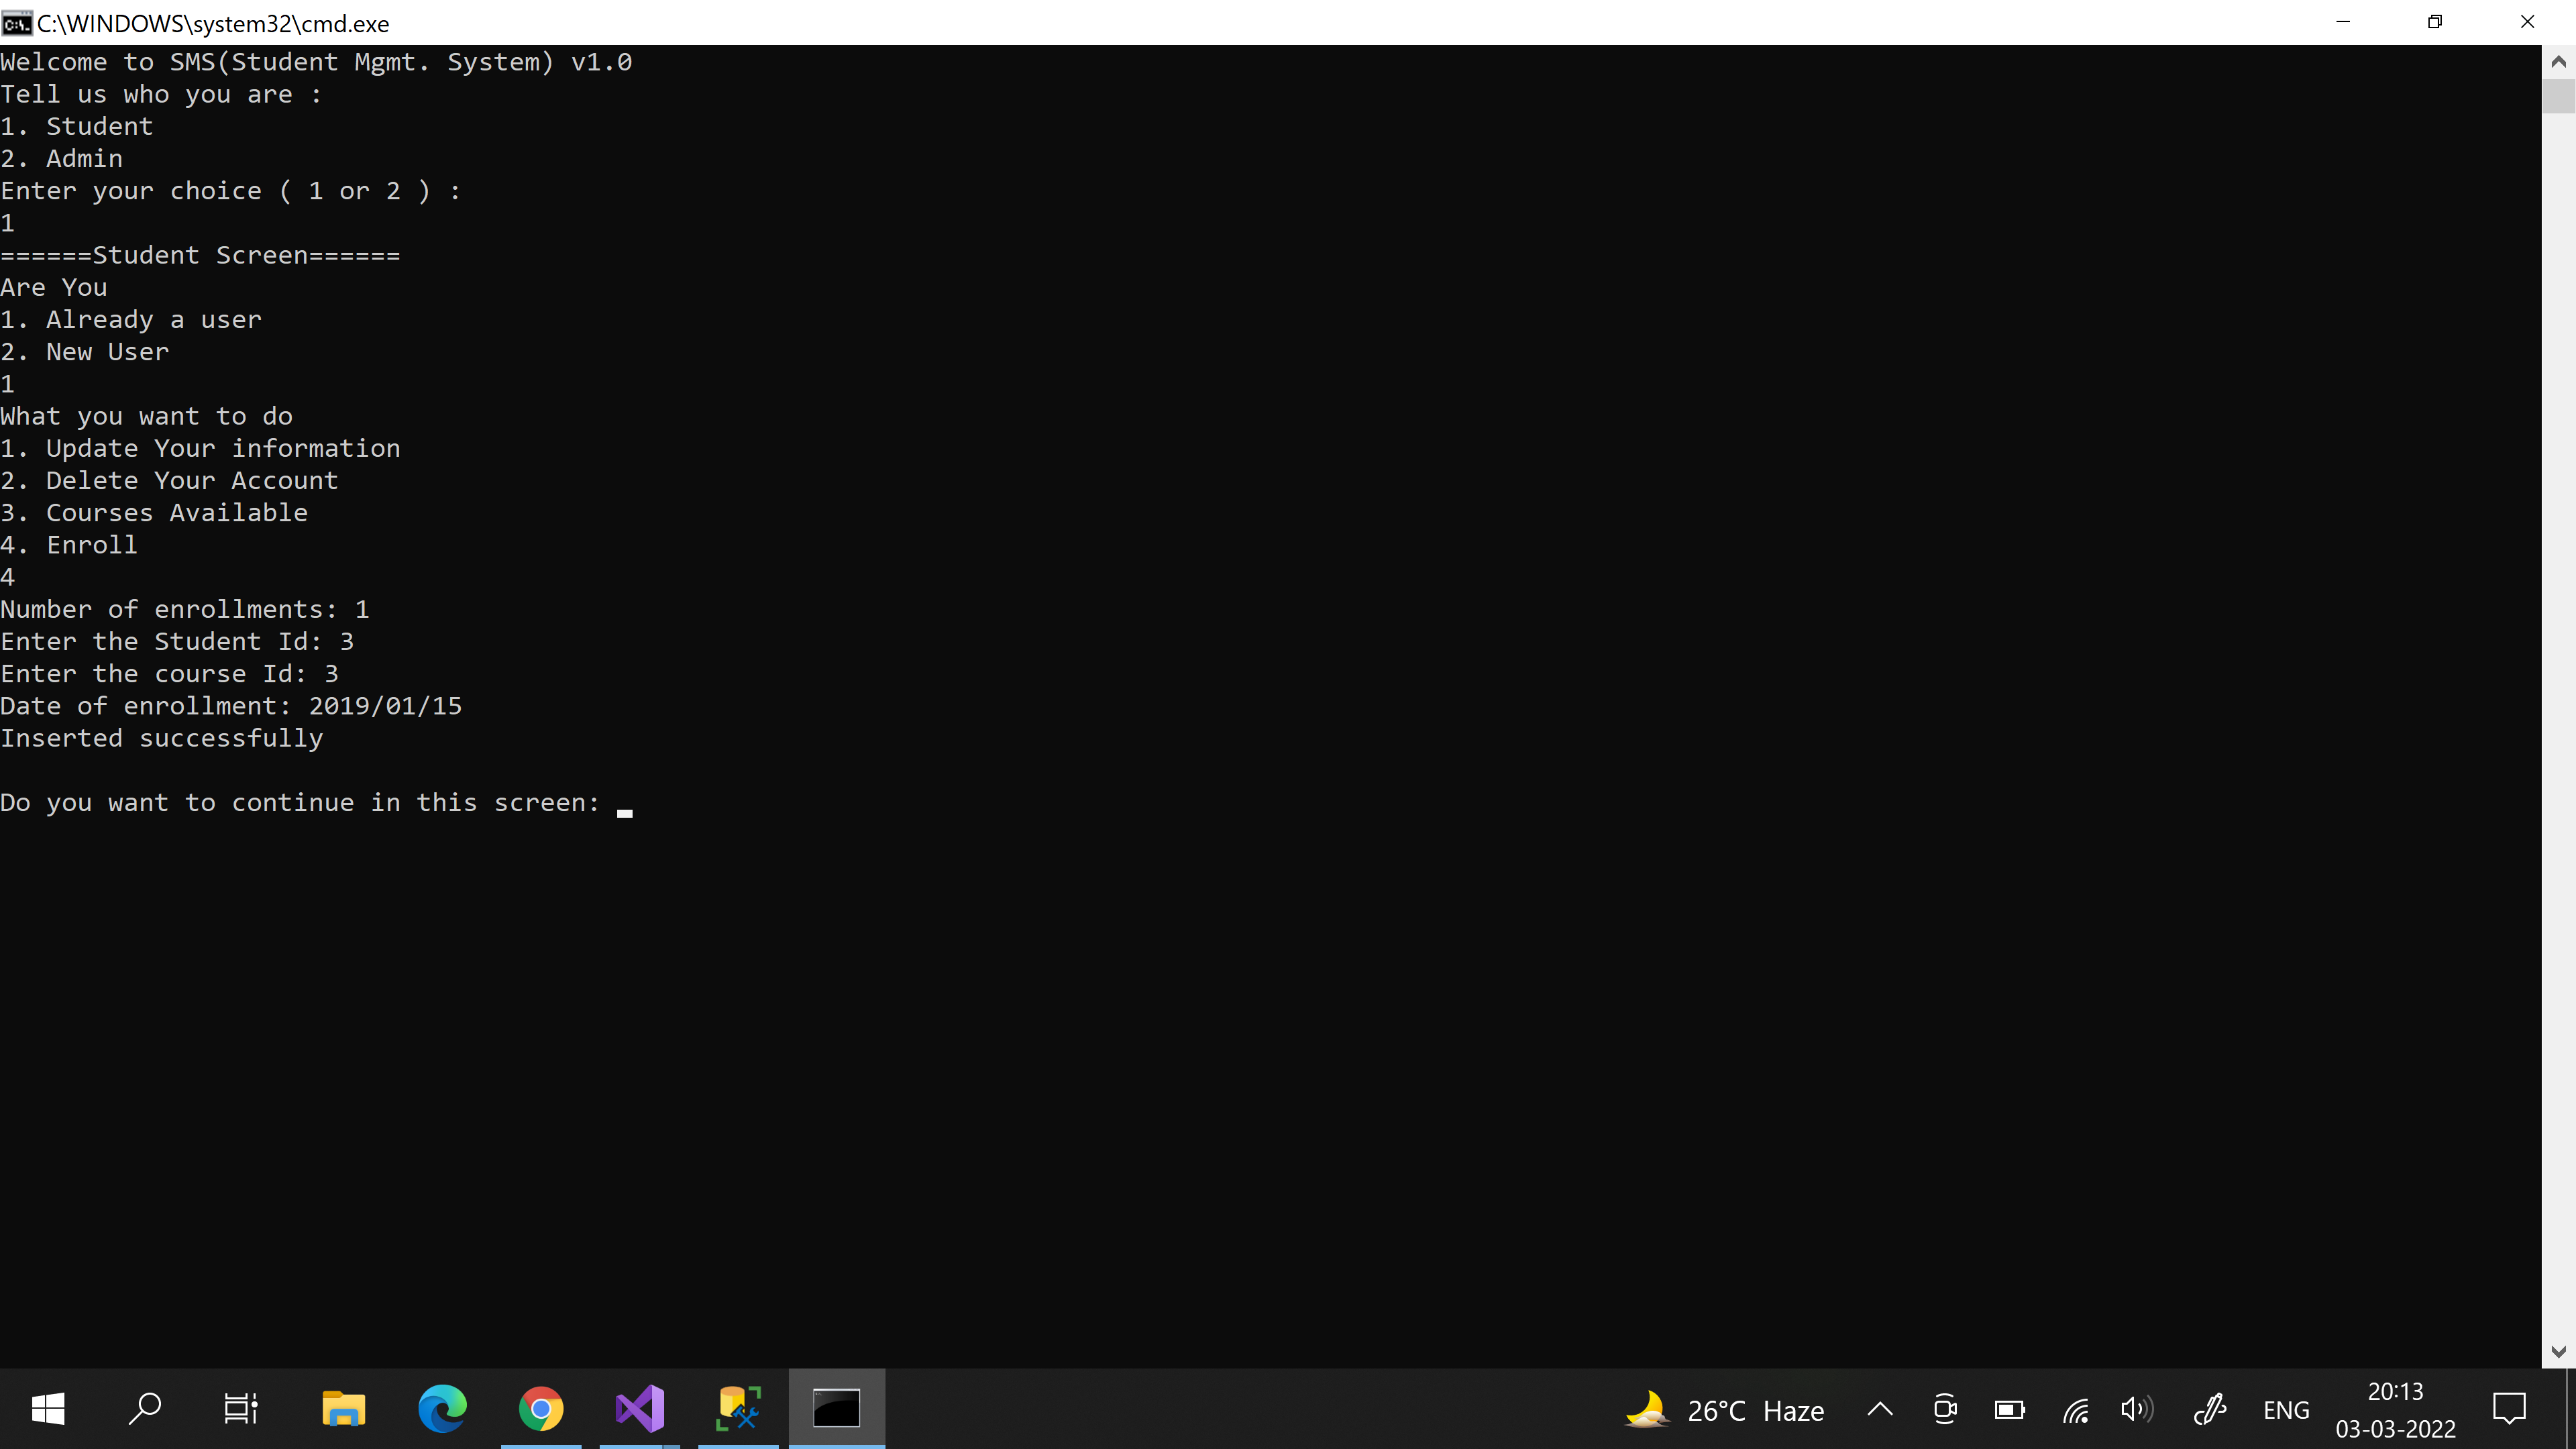 C:\WINDOWS\system32\cmd.exe
Welcome to SMS(Student Mgmt. System) v1.0
Tell us who you are :
1. Student
2. Admin
Enter your choice ( 1 or 2 ) :
1
======Student Screen======
Are You
1. Already a user
2. New User
1
What you want to do
1. Update Your information
2. Delete Your Account
3. Courses Available
4. Enroll
4
Number of enrollments: 1
Enter the Student Id: 3
Enter the course Id: 3
Date of enrollment: 2019/01/15
Inserted successfully
Do you want to continue in this screen:
26°C Haze
ENG
20:13
03-03-2022